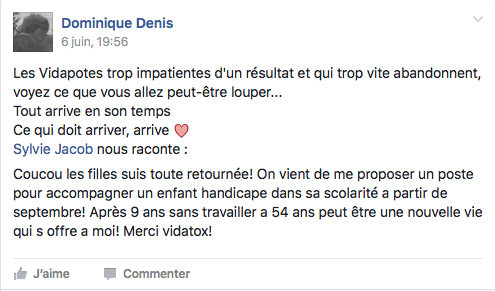 Dominique Denis
6 juin, 19:56
Les Vidapotes trop impatientes d'un résultat et qui trop vite abandonnent,
voyez ce que vous allez peut-être louper...
Tout arrive en son temps
Ce qui doit arriver, arrive ❤
Sylvie Jacob nous raconte :
Coucou les filles suis toute retournée! On vient de me proposer un poste
pour accompagner un enfant handicape dans sa scolarité a partir de
septembre! Après 9 ans sans travailler a 54 ans peut être une nouvelle vie
qui s offre a moi! Merci vidatox!
J'aime Commenter